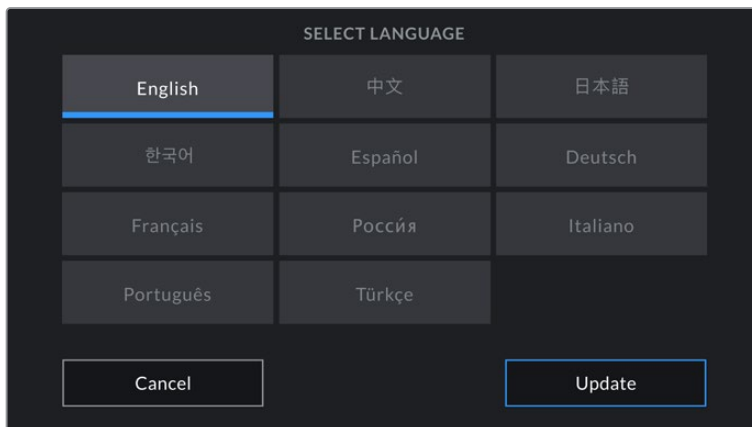 SELECT LANGUAGE
English 中文 日本語
한국어 Español Deutsch
Français Росси́я Italiano
Português Türkçe
Cancel Update